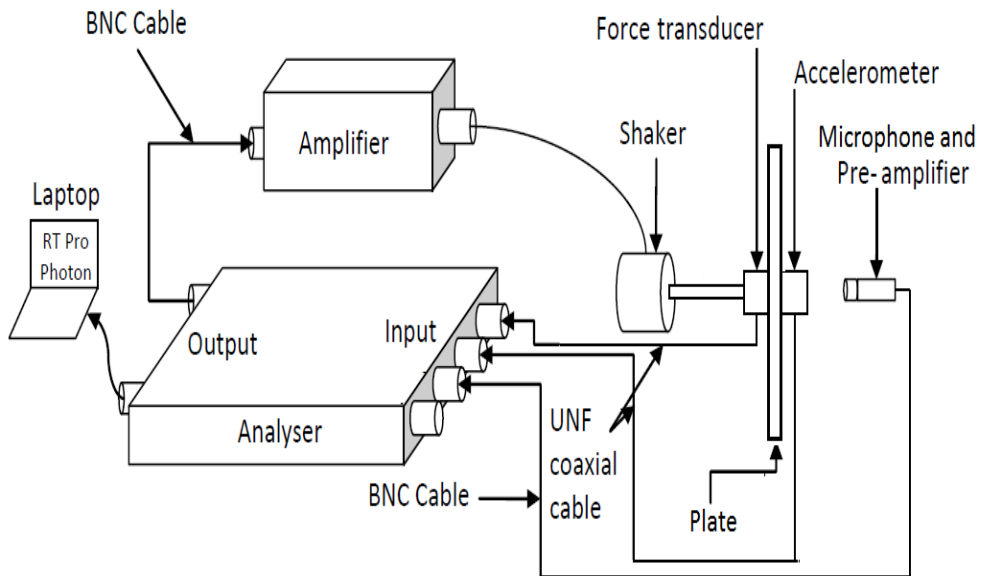 BNC Cable
Force transducer
Accelerometer
Amplifier
Shaker
Microphone and
Pre- amplifier
Laptop
RT Pro
Photon
Output
Input
Analyser
UNF
coaxial
cable
BNC Cable
Plate